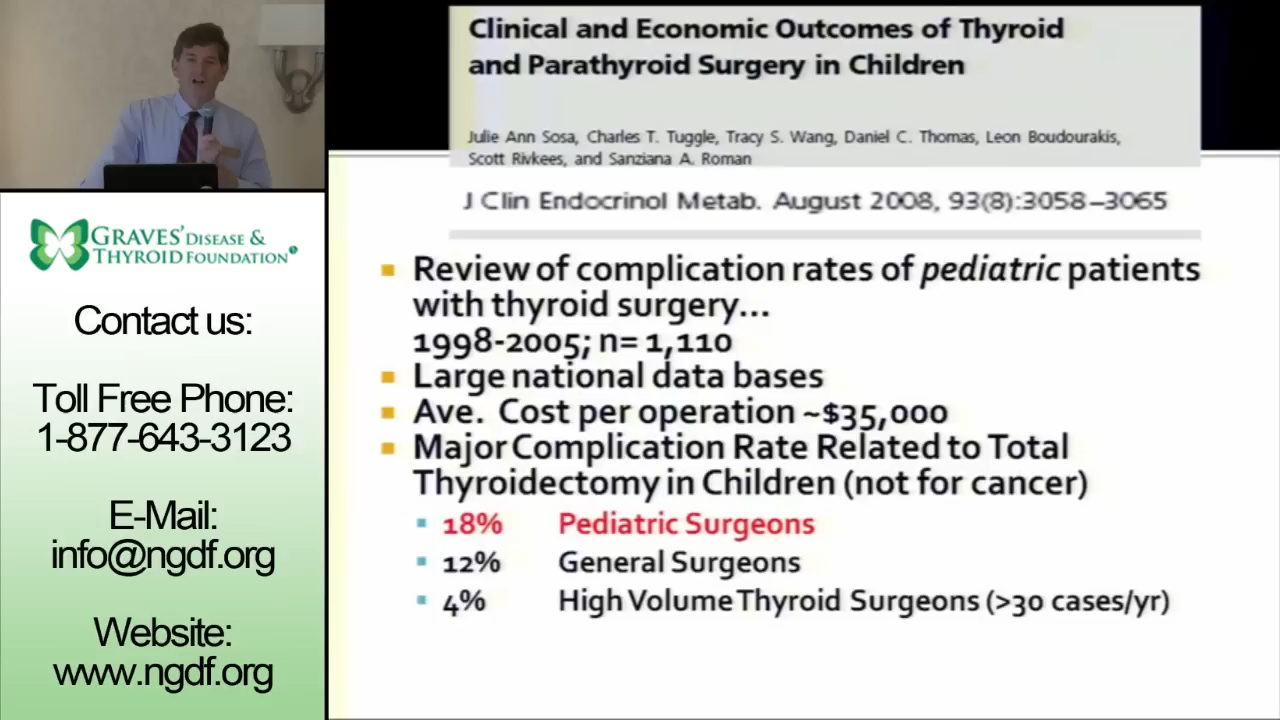 Clinical and Economic Outcomes of Thyroid
and Parathyroid Surgery in Children
Julie Ann Sosa, Charles T. Tuggle, Tracy S. Wang, Daniel C. Thomas, Leon Boudourakis,
Scott Rivkees, and Sanziana A. Roman
J Clin Endocrinol Metab. August 2008, 93(8):3058–3065
Review of complication rates of pediatric patients
with thyroid surgery...
1998-2005; n= 1,110
Large national data bases
Ave. Cost per operation ~$35,000
Major Complication Rate Related to Total
Thyroidectomy in Children (not for cancer)
18% Pediatric Surgeons
12% General Surgeons
4% High Volume Thyroid Surgeons (>30 cases/yr)
GRAVES' DISEASE &
THYROID FOUNDATION
Contact us:
Toll Free Phone:
1-877-643-3123
E-Mail:
info@ngdf.org
Website:
www.ngdf.org